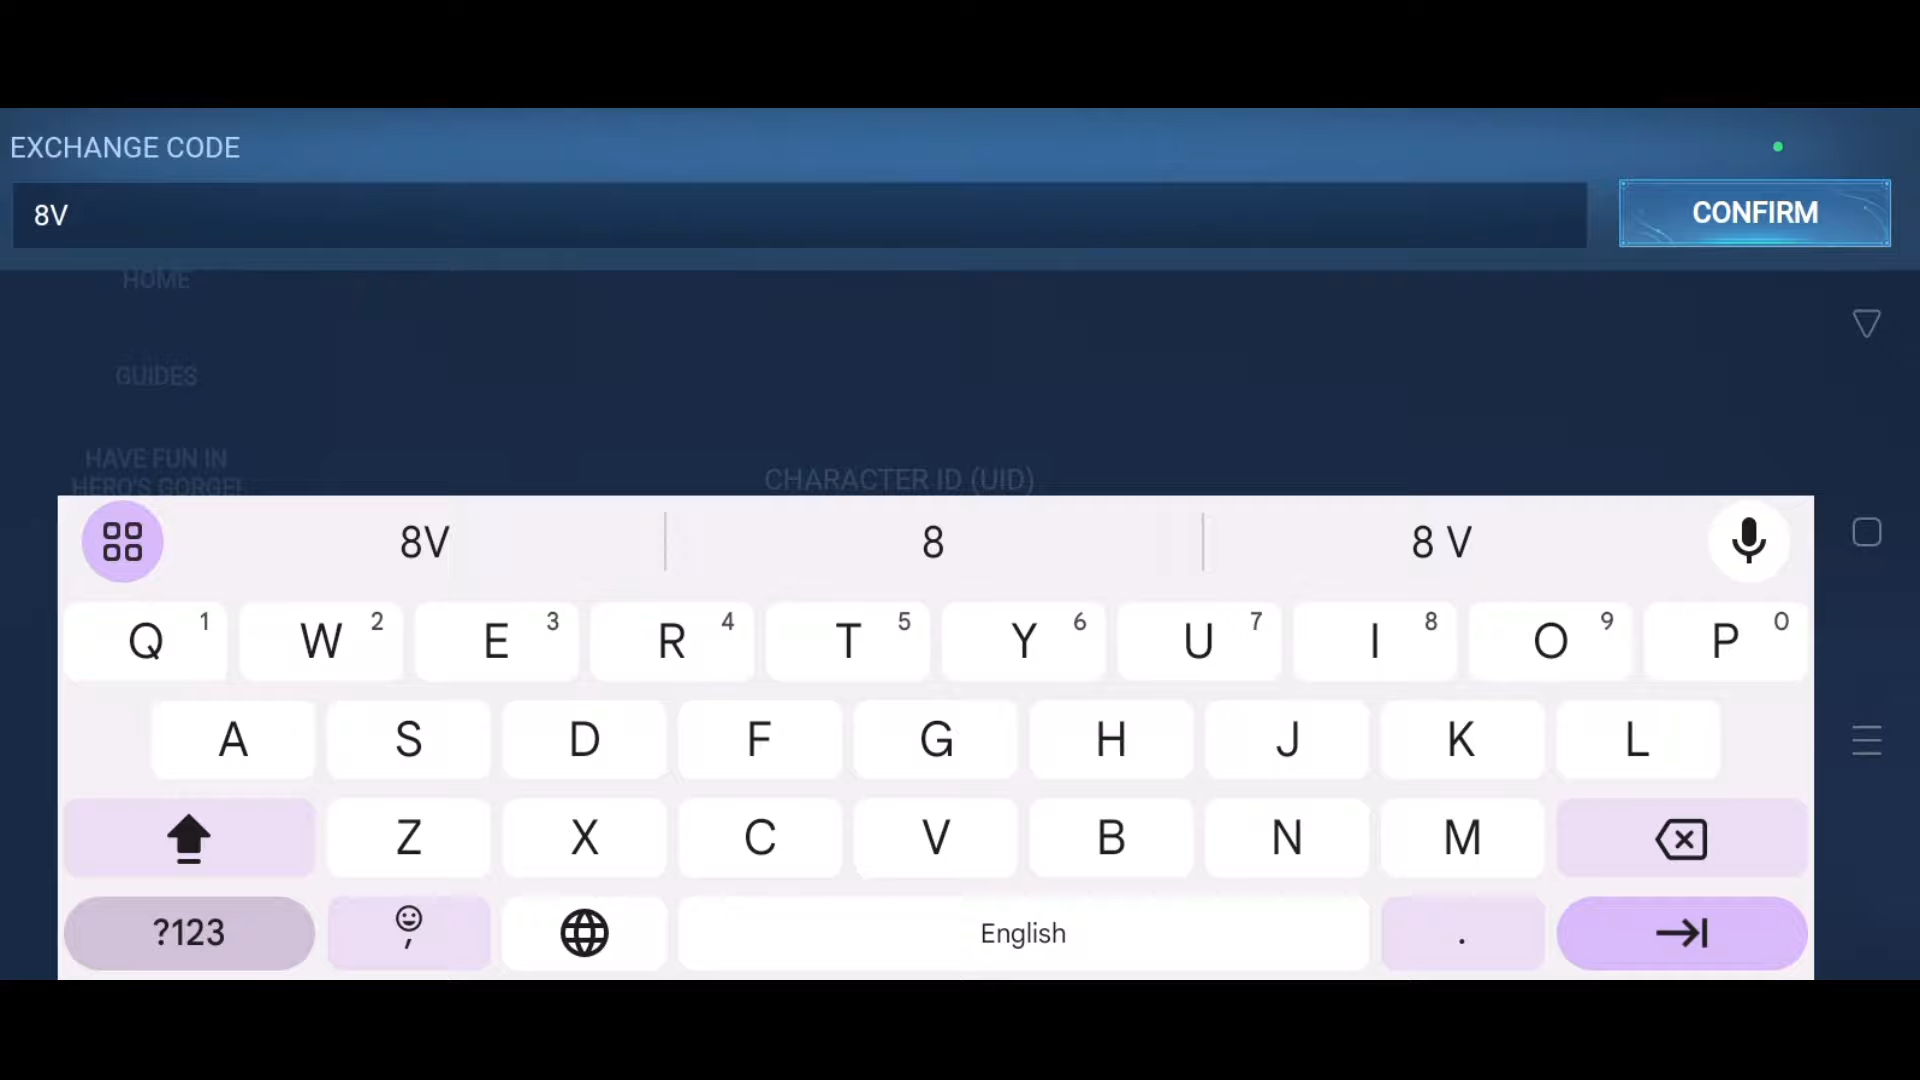 EXCHANGE CODE
8V
CONFIRM
HOME
GUIDES
HAVE FUN IN
HERO'S GORGE!
CHARACTER ID (UID)
8V 8 8 V
Q 1 W 2 E 3 R 4 T 5 Y 6 U 7 I 8 O 9 P 0
A S D F G H J K L
Z X C V B N M
?123 , English .